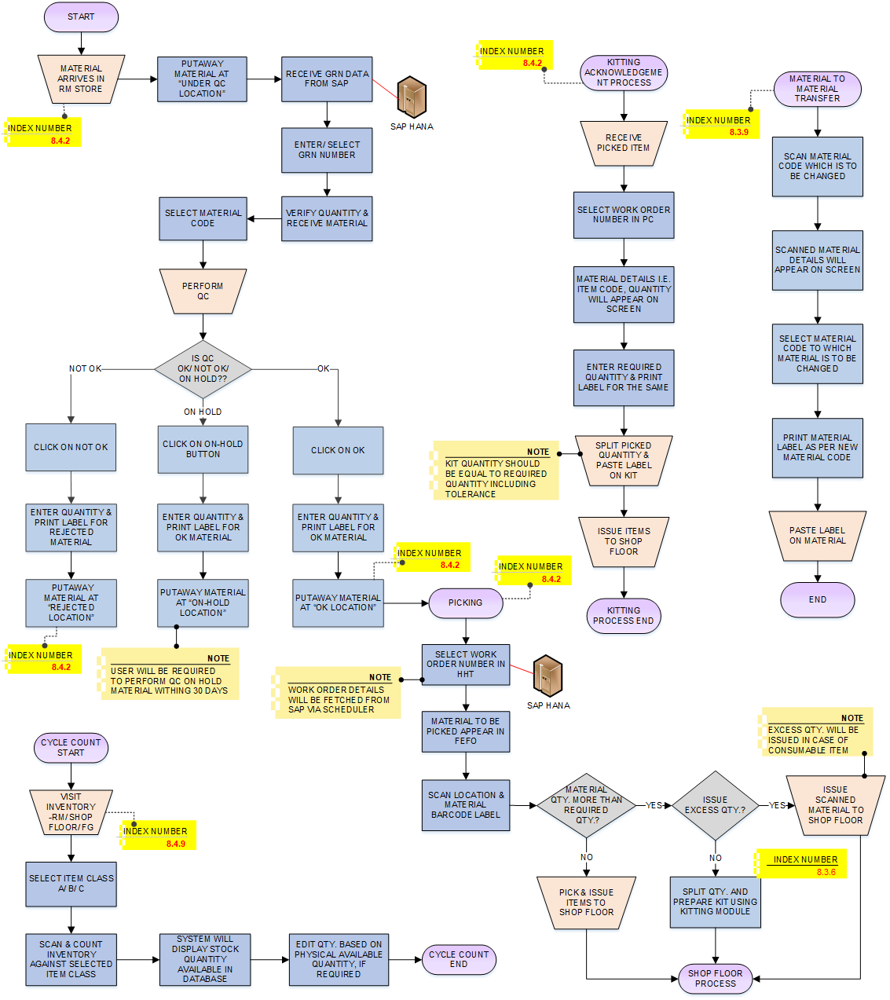 START
MATERIAL
ARRIVES IN
RM STORE
INDEX NUMBER
8.4.2
PUTAWAY
MATERIAL AT
“UNDER QC
LOCATION”
RECEIVE GRN DATA
FROM SAP
SAP HANA
ENTER/ SELECT
GRN NUMBER
VERIFY QUANTITY &
RECEIVE MATERIAL
SELECT MATERIAL
CODE
PERFORM
QC
IS QC
OK/ NOT OK/
ON HOLD??
NOT OK
ON HOLD
OK
CLICK ON NOT OK
CLICK ON ON-HOLD
BUTTON
CLICK ON OK
ENTER QUANTITY &
PRINT LABEL FOR
REJECTED
MATERIAL
ENTER QUANTITY &
PRINT LABEL FOR
OK MATERIAL
ENTER QUANTITY &
PRINT LABEL FOR
OK MATERIAL
PUTAWAY
MATERIAL AT
“REJECTED
LOCATION”
PUTAWAY MATERIAL
AT “ON-HOLD
LOCATION”
PUTAWAY MATERIAL
AT “OK LOCATION”
INDEX NUMBER
8.4.2
INDEX NUMBER
8.4.2
NOTE
USER WILL BE REQUIRED
TO PERFORM QC ON HOLD
MATERIAL WITHING 30 DAYS
PICKING
INDEX NUMBER
8.4.2
SELECT WORK
ORDER NUMBER IN
HHT
SAP HANA
NOTE
WORK ORDER DETAILS
WILL BE FETCHED FROM
SAP VIA SCHEDULER
MATERIAL TO BE
PICKED APPEAR IN
FEFO
SCAN LOCATION &
MATERIAL
BARCODE LABEL
MATERIAL
QTY. MORE THAN
REQUIRED
QTY.?
YES
NO
ISSUE
EXCESS QTY.?
YES
NO
ISSUE
SCANNED
MATERIAL TO
SHOP FLOOR
NOTE
EXCESS QTY. WILL BE
ISSUED IN CASE OF
CONSUMABLE ITEM
PICK & ISSUE
ITEMS TO
SHOP FLOOR
INDEX NUMBER
8.3.6
SPLIT QTY. AND
PREPARE KIT USING
KITTING MODULE
SHOP FLOOR
PROCESS
INDEX NUMBER
8.4.2
KITTING
ACKNOWLEDGEME
NT PROCESS
RECEIVE
PICKED ITEM
SELECT WORK ORDER
NUMBER IN PC
MATERIAL DETAILS I.E.
ITEM CODE, QUANTITY
WILL APPEAR ON
SCREEN
ENTER REQUIRED
QUANTITY & PRINT
LABEL FOR THE SAME
SPLIT PICKED
QUANTITY &
PASTE LABEL
ON KIT
NOTE
KIT QUANTITY SHOULD
BE EQUAL TO REQUIRED
QUANTITY INCLUDING
TOLERANCE
ISSUE ITEMS
TO SHOP
FLOOR
KITTING
PROCESS END
INDEX NUMBER
8.3.9
MATERIAL TO
MATERIAL
TRANSFER
SCAN MATERIAL
CODE WHICH IS TO
BE CHANGED
SCANNED MATERIAL
DETAILS WILL
APPEAR ON SCREEN
SELECT MATERIAL
CODE TO WHICH
MATERIAL IS TO BE
CHANGED
PRINT MATERIAL
LABEL AS PER NEW
MATERIAL CODE
PASTE LABEL
ON MATERIAL
END
CYCLE COUNT
START
VISIT
INVENTORY
-RM/ SHOP
FLOOR/ FG
INDEX NUMBER
8.4.9
SELECT ITEM CLASS
A/ B/ C
SCAN & COUNT
INVENTORY
AGAINST SELECTED
ITEM CLASS
SYSTEM WILL
DISPLAY STOCK
QUANTITY
AVAILABLE IN
DATABASE
EDIT QTY. BASED ON
PHYSICAL AVAILABLE
QUANTITY, IF
REQUIRED
CYCLE COUNT
END